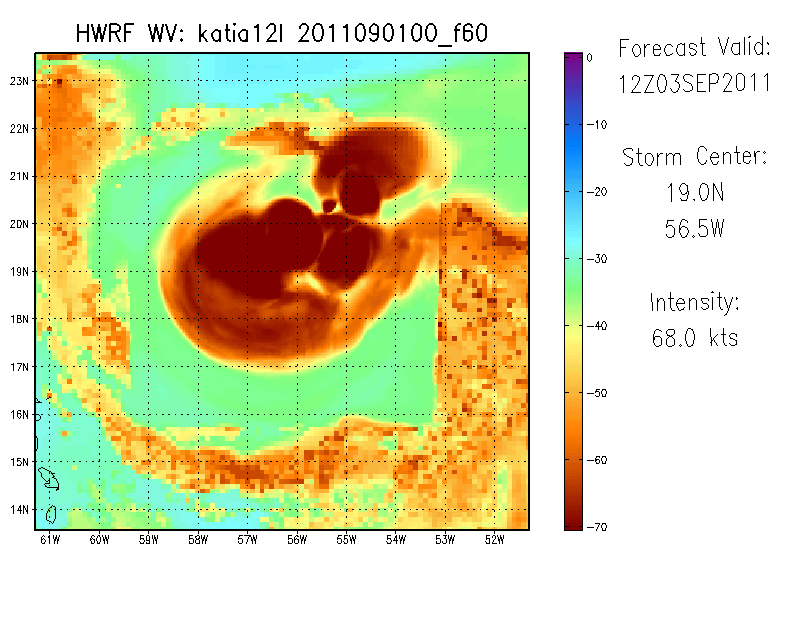 HWRF WV: katia12l 2011090100_f60
Forecast Valid:
12Z03SEP2011
Storm Center:
19.0N
56.5W
Intensity:
68.0 kts
23N
22N
21N
20N
19N
18N
17N
16N
15N
14N
61W 60W 59W 58W 57W 56W 55W 54W 53W 52W
0
-10
-20
-30
-40
-50
-60
-70